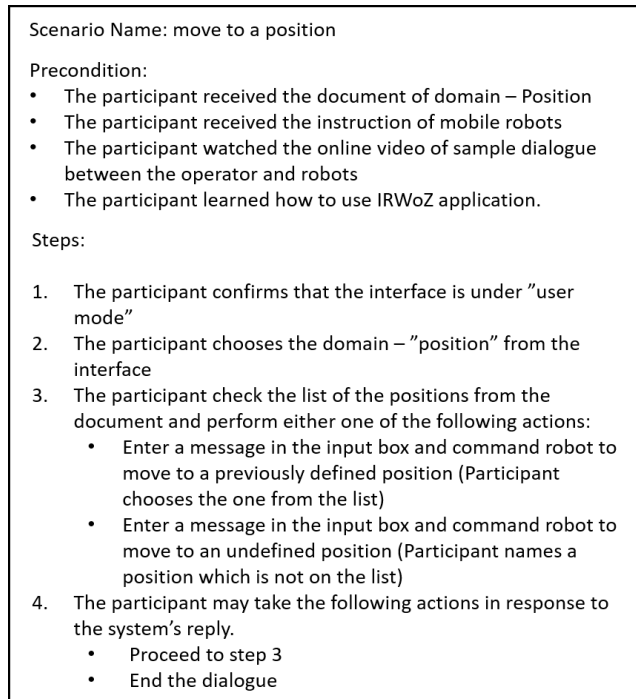 Scenario Name: move to a position
Precondition:
• The participant received the document of domain – Position
• The participant received the instruction of mobile robots
• The participant watched the online video of sample dialogue
between the operator and robots
• The participant learned how to use IRWoZ application.
Steps:
1. The participant confirms that the interface is under ”user
mode”
2. The participant chooses the domain – ”position” from the
interface
3. The participant check the list of the positions from the
document and perform either one of the following actions:
• Enter a message in the input box and command robot to
move to a previously defined position (Participant
chooses the one from the list)
• Enter a message in the input box and command robot to
move to an undefined position (Participant names a
position which is not on the list)
4. The participant may take the following actions in response to
the system’s reply.
• Proceed to step 3
• End the dialogue